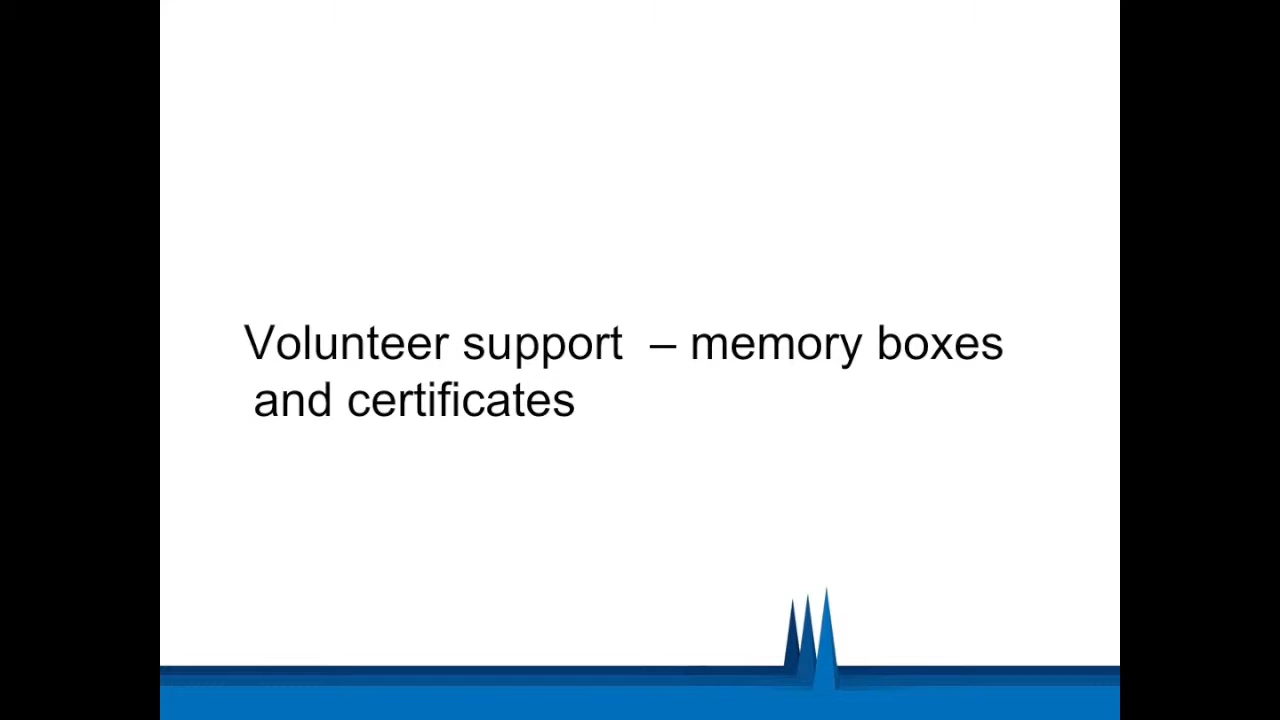 Volunteer support  – memory boxes
and certificates